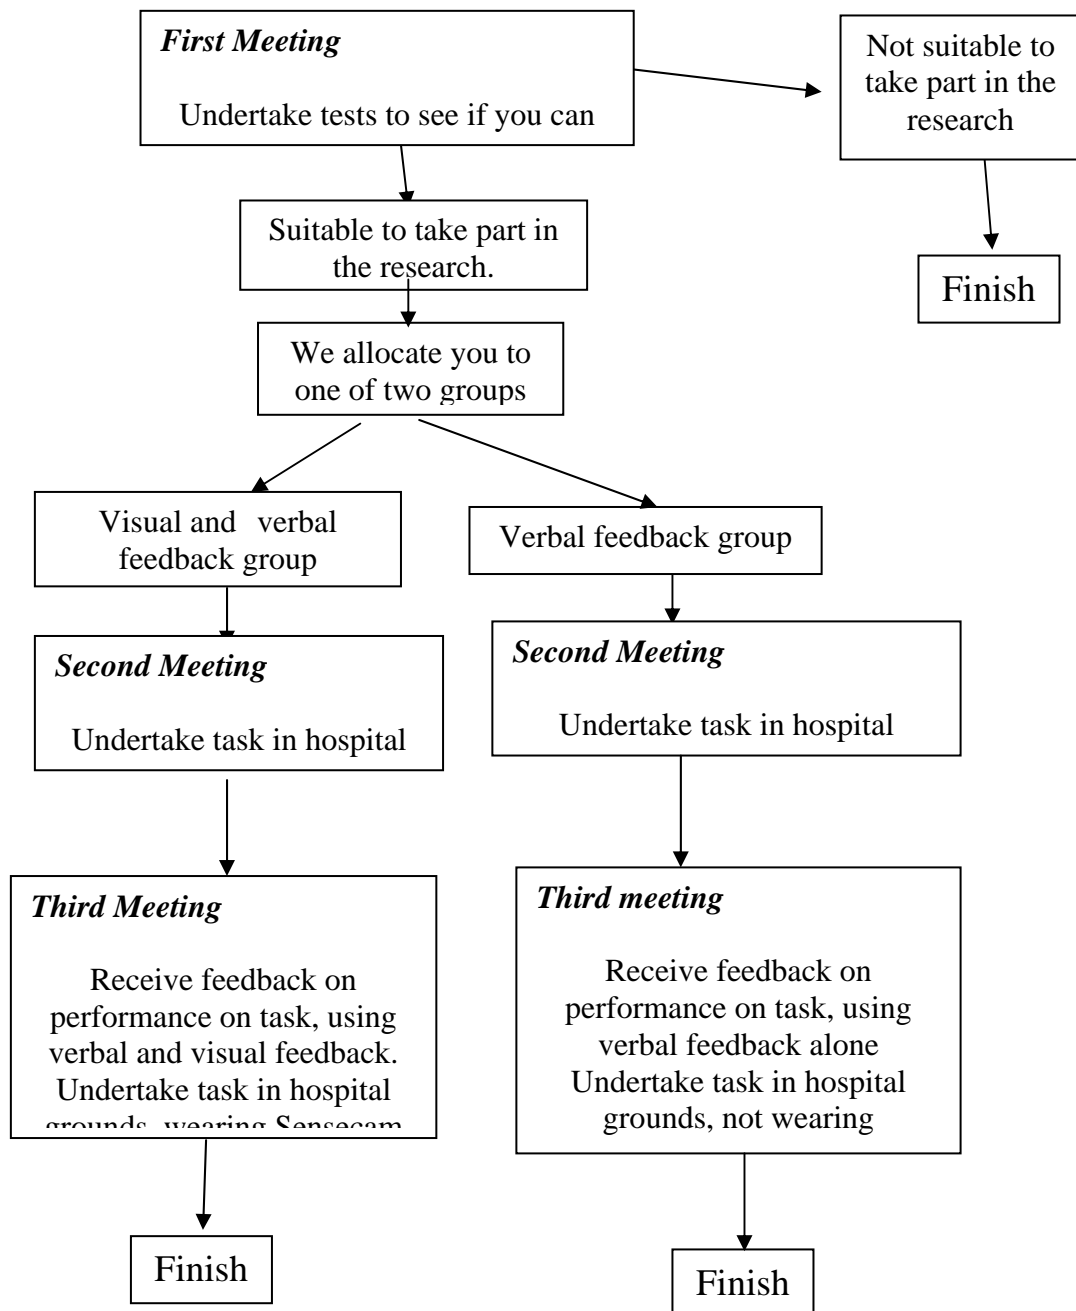 First Meeting
Undertake tests to see if you can
Not suitable to
take part in the
research
Suitable to take part in
the research.
Finish
We allocate you to
one of two groups
Visual and verbal
feedback group
Verbal feedback group
Second Meeting
Undertake task in hospital
Second Meeting
Undertake task in hospital
Third Meeting
Receive feedback on
performance on task, using
verbal and visual feedback.
Undertake task in hospital
grounds, wearing Sensecam
Third meeting
Receive feedback on
performance on task, using
verbal feedback alone
Undertake task in hospital
grounds, not wearing
Finish
Finish